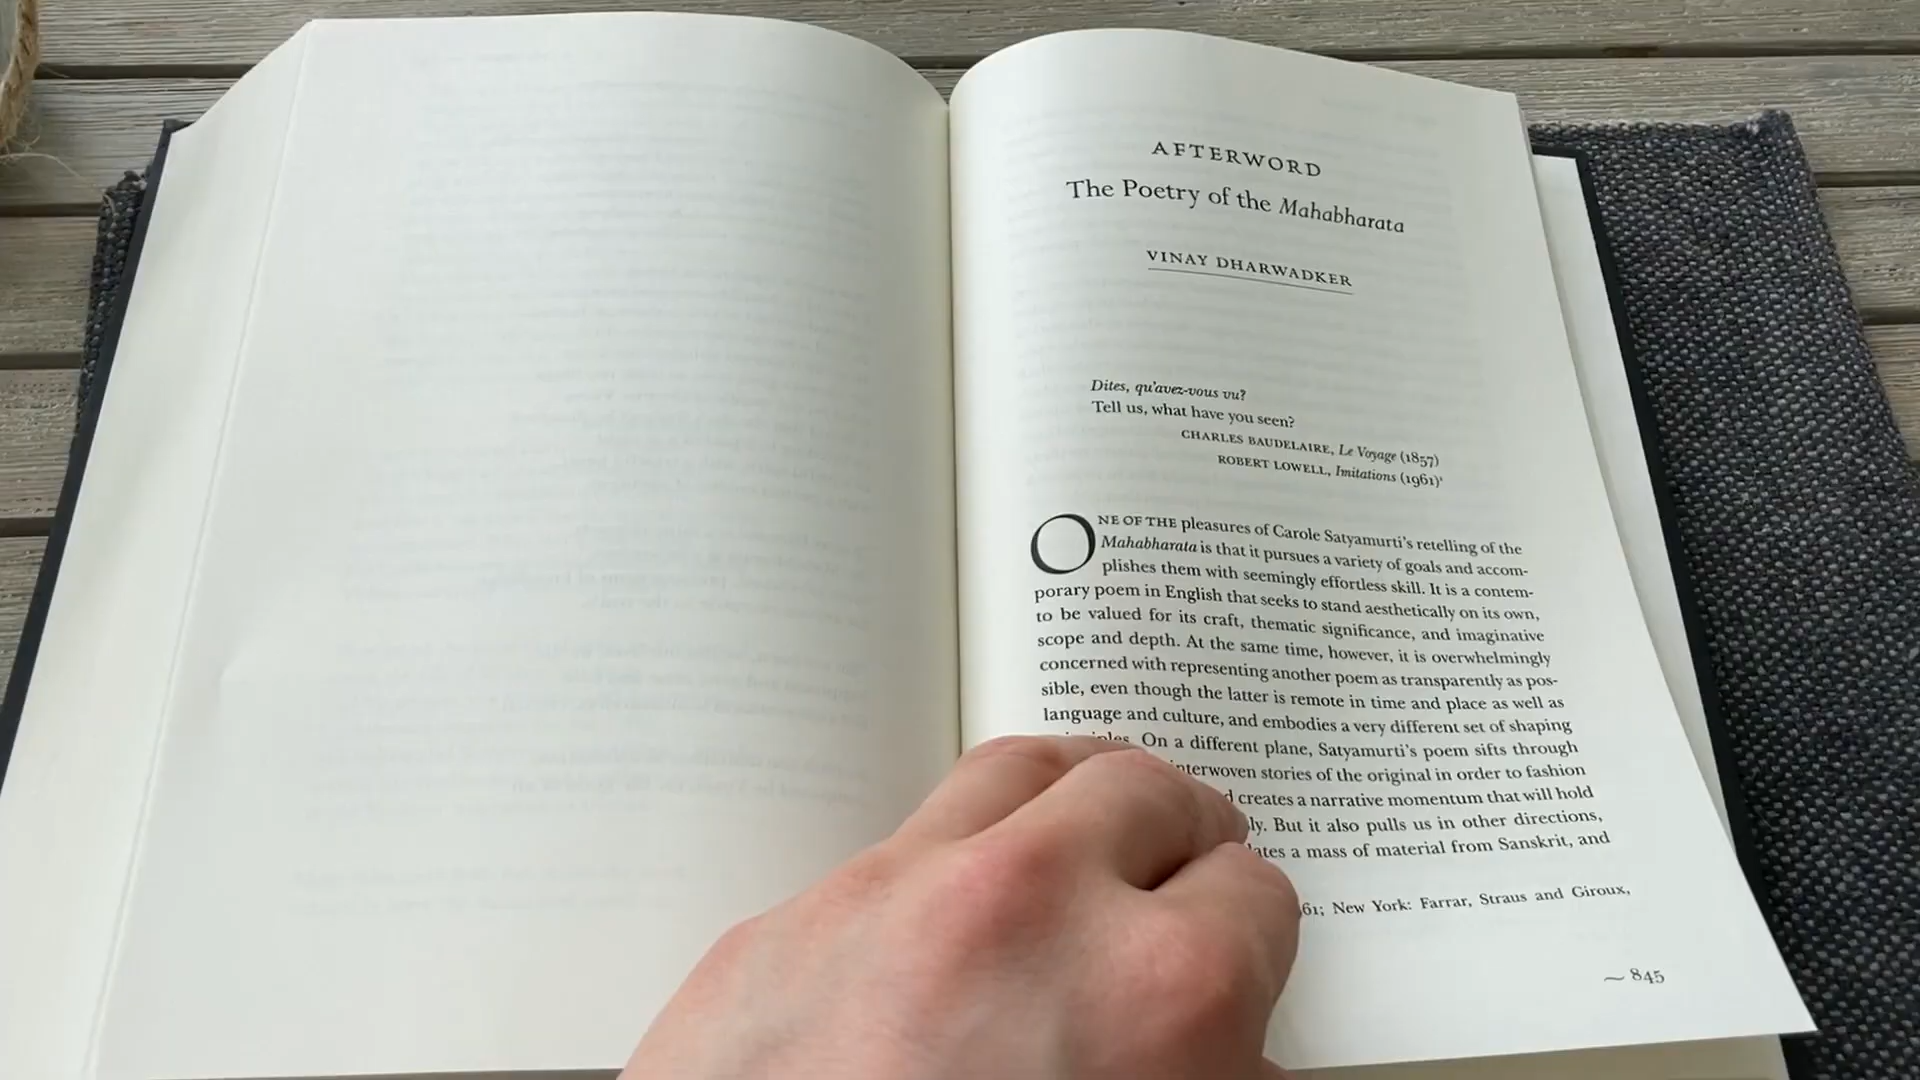 AFTERWORD
The Poetry of the Mahabharata
VINAY DHARWADKER
Dites, qu'avez-vous vu?
Tell us, what have you seen?
CHARLES BAUDELAIRE, Le Voyage (1857)
ROBERT LOWELL, Imitations (1961)¹
ONE OF THE pleasures of Carole Satyamurti's retelling of the
Mahabharata is that it pursues a variety of goals and accom-
plishes them with seemingly effortless skill. It is a contem-
porary poem in English that seeks to stand aesthetically on its own,
to be valued for its craft, thematic significance, and imaginative
scope and depth. At the same time, however, it is overwhelmingly
concerned with representing another poem as transparently as pos-
sible, even though the latter is remote in time and place as well as
language and culture, and embodies a very different set of shaping
On a different plane, Satyamurti's poem sifts through
interwoven stories of the original in order to fashion
creates a narrative momentum that will hold
But it also pulls us in other directions,
a mass of material from Sanskrit, and
61; New York: Farrar, Straus and Giroux,
~ 845